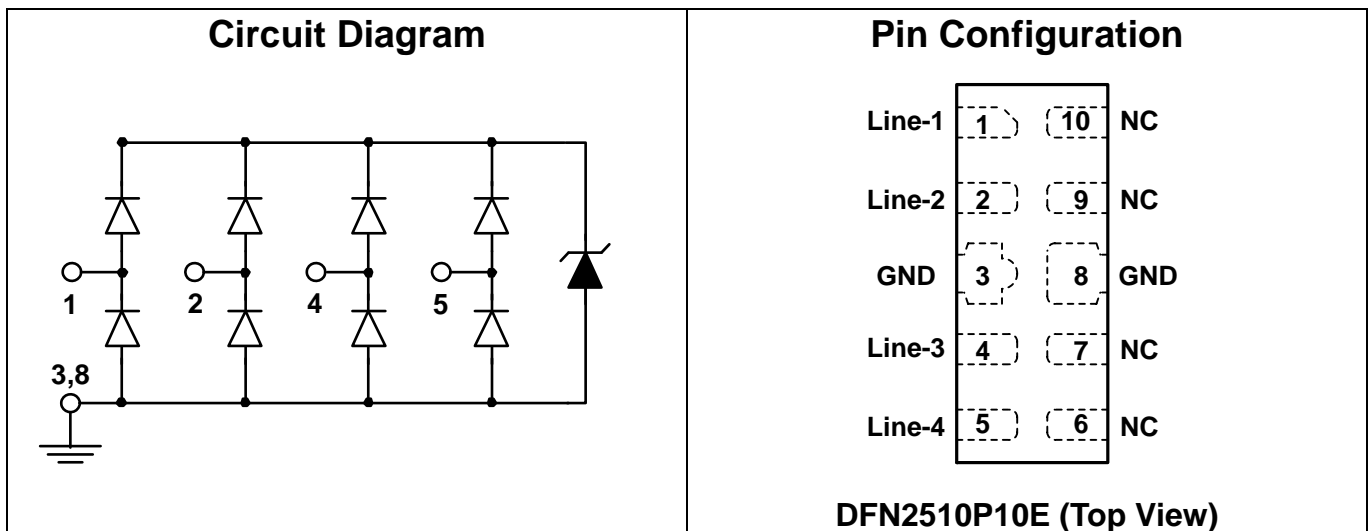 Circuit Diagram
1
2
4
5
3,8
Pin Configuration
Line-1 1 10 NC
Line-2 2 9 NC
GND 3 8 GND
Line-3 4 7 NC
Line-4 5 6 NC
DFN2510P10E (Top View)